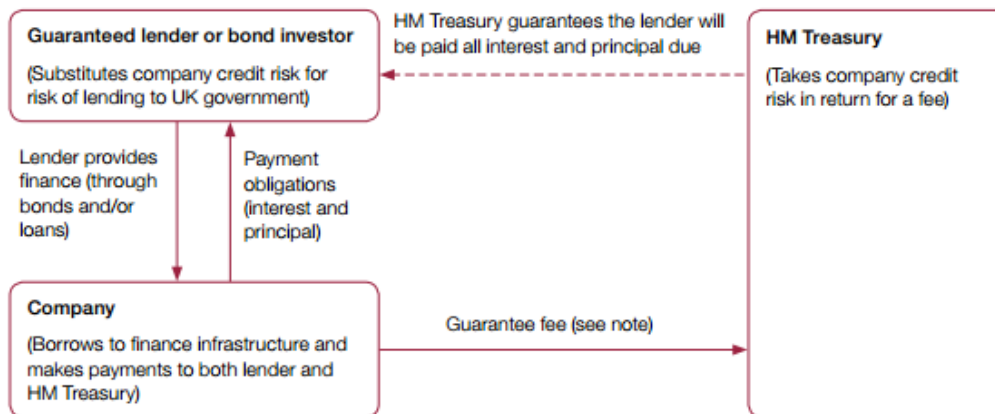 Guaranteed lender or bond investor
(Substitutes company credit risk for
risk of lending to UK government)
HM Treasury guarantees the lender will
be paid all interest and principal due
HM Treasury
(Takes company credit
risk in return for a fee)
Lender provides
finance (through
bonds and/or
loans)
Payment
obligations
(interest and
principal)
Company
(Borrows to finance infrastructure and
makes payments to both lender and
HM Treasury)
Guarantee fee (see note)